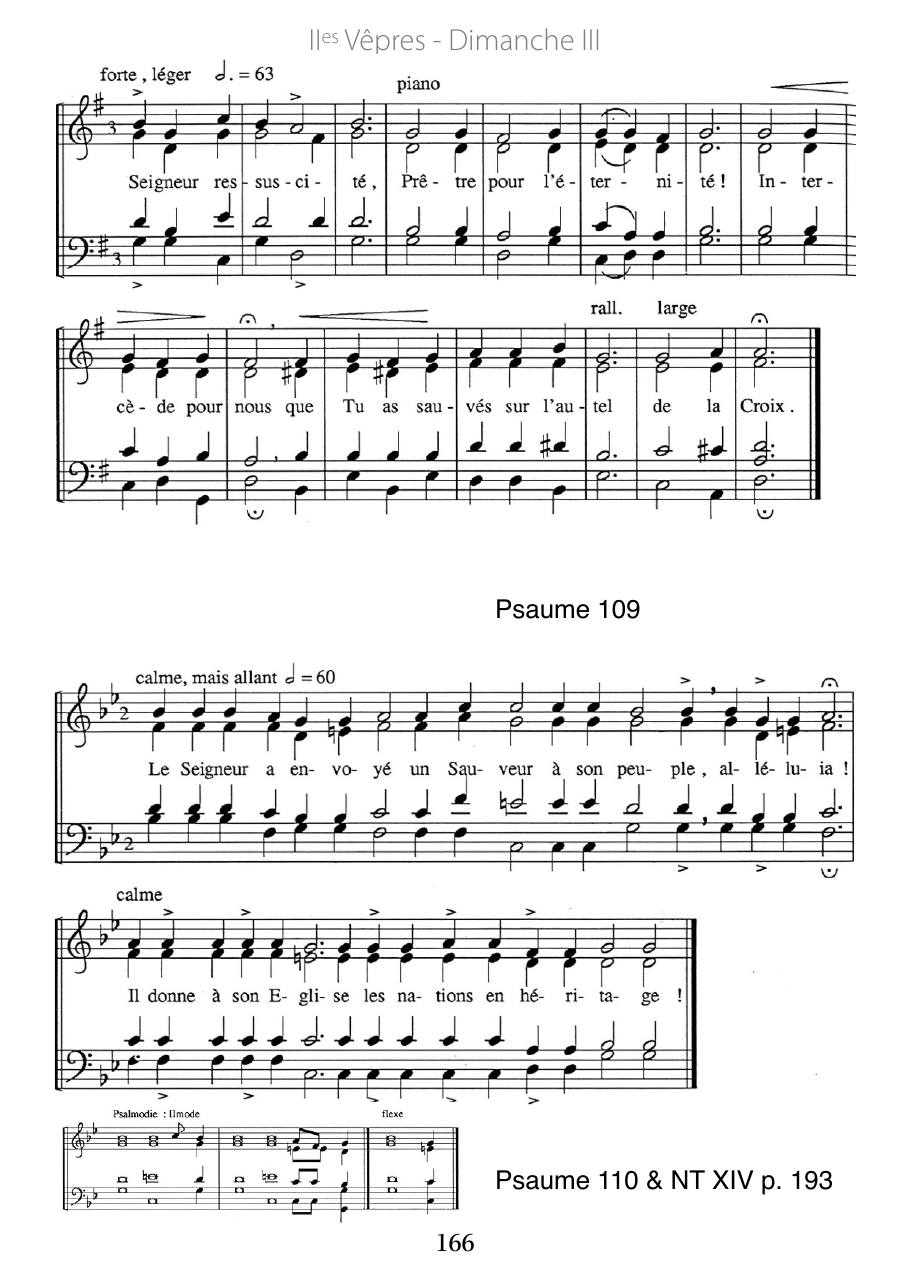 IIes Vêpres - Dimanche III
forte , léger 𝅗𝅥. = 63
piano
3
Seigneur res - sus - ci - té , Prê - tre pour l'é - ter - ni - té ! In - ter -
3
rall. large
cè - de pour nous que Tu as sau - vés sur l'au - tel de la Croix .
Psaume 109
calme, mais allant 𝅗𝅥 = 60
2
Le Seigneur a en- vo- yé un Sau- veur à son peu- ple , al- lé- lu- ia !
2
calme
Il donne à son E- gli- se les na- tions en hé- ri- ta- ge !
Psalmodie : IImode flexe
Psaume 110 & NT XIV p. 193
166